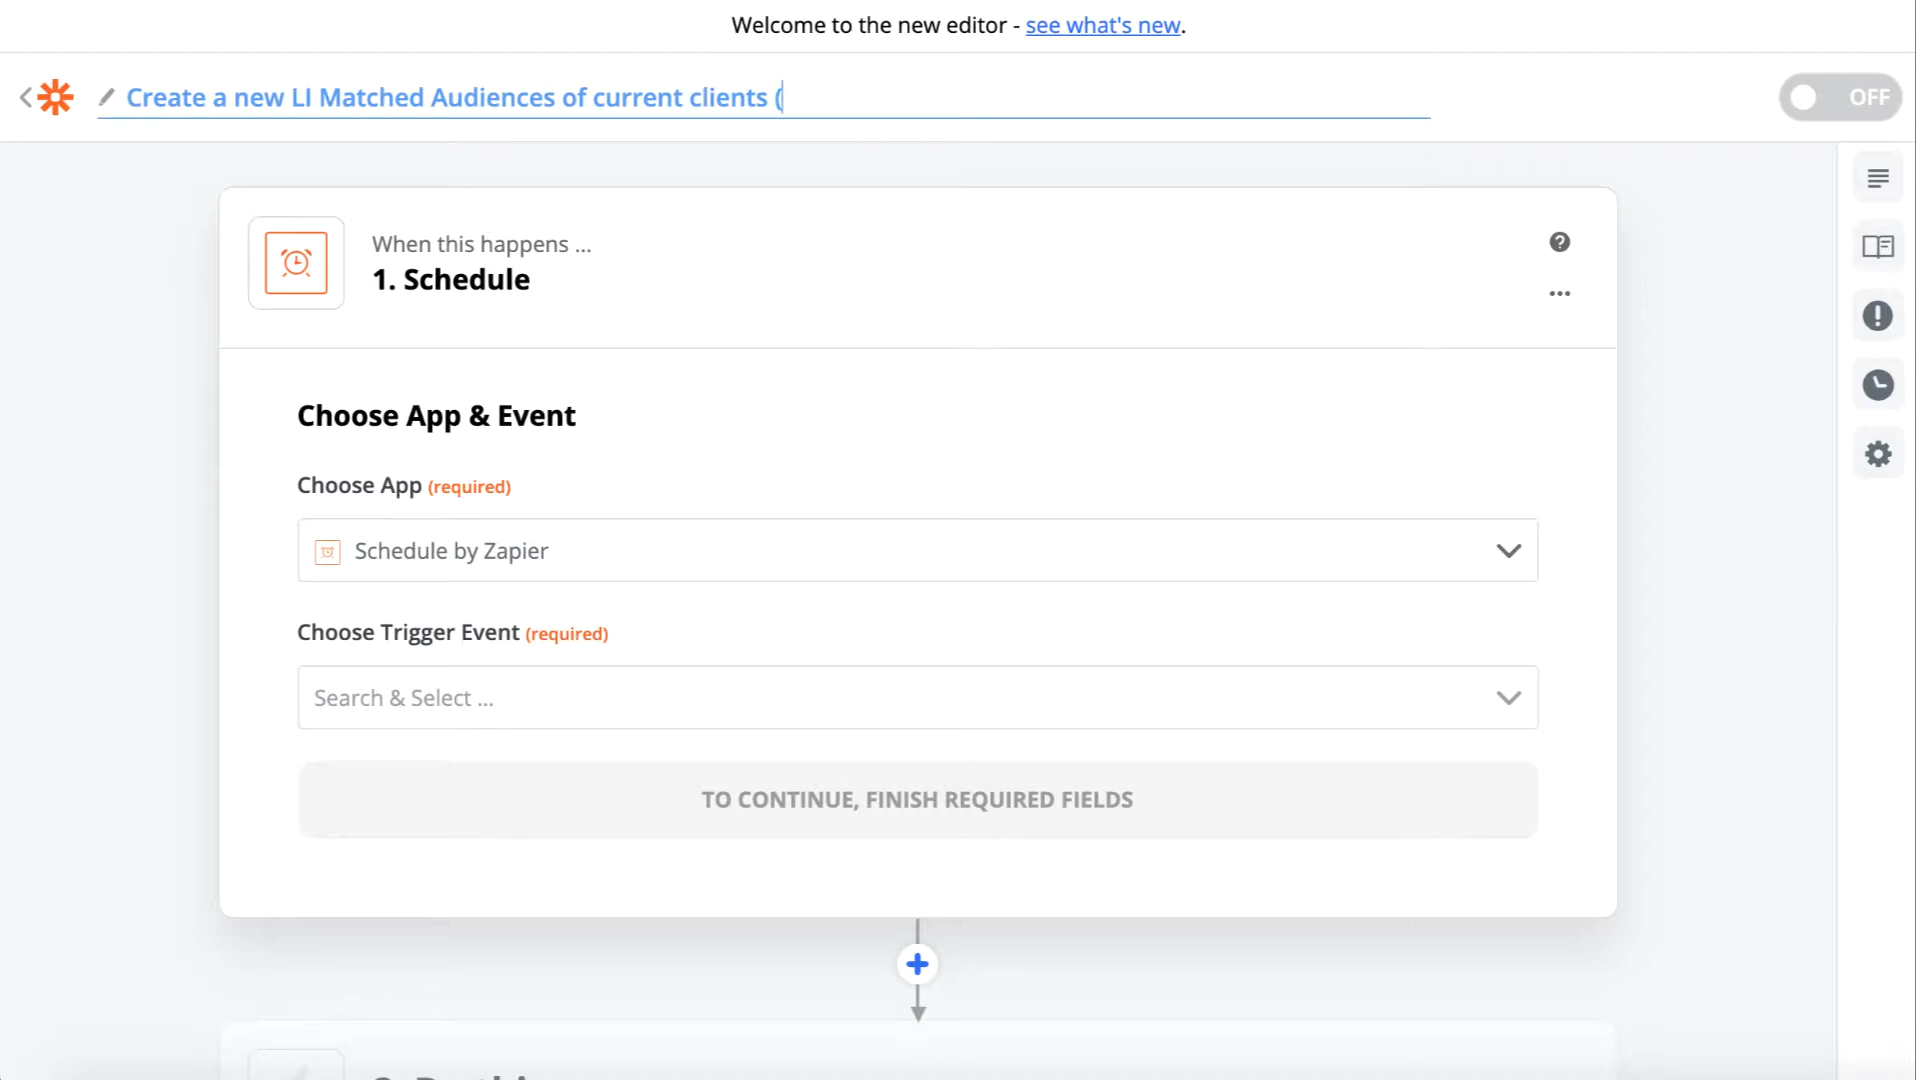 Welcome to the new editor - see what's new.
Create a new LI Matched Audiences of current clients (
OFF
When this happens ...
1. Schedule
Choose App & Event
Choose App (required)
Schedule by Zapier
Choose Trigger Event (required)
Search & Select ...
TO CONTINUE, FINISH REQUIRED FIELDS